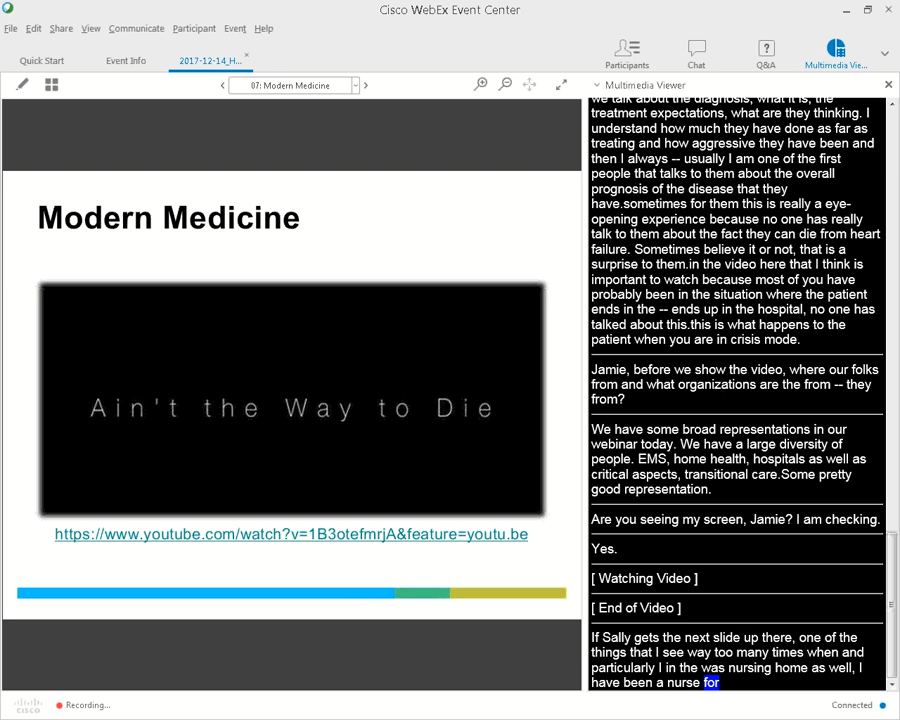 Cisco WebEx Event Center
File Edit Share View Communicate Participant Event Help
Quick Start Event Info 2017-12-14_H...
Participants Chat Q&A Multimedia Vie...
07: Modern Medicine
Multimedia Viewer
Modern Medicine
Ain't the Way to Die
https://www.youtube.com/watch?v=1B3otefmrjA&feature=youtu.be
we talk about the diagnosis, what it is, the
treatment expectations, what are they thinking. I
understand how much they have done as far as
treating and how aggressive they have been and
then I always -- usually I am one of the first
people that talks to them about the overall
prognosis of the disease that they
have.sometimes for them this is really a eye-
opening experience because no one has really
talk to them about the fact they can die from heart
failure. Sometimes believe it or not, that is a
surprise to them.in the video here that I think is
important to watch because most of you have
probably been in the situation where the patient
ends in the -- ends up in the hospital, no one has
talked about this.this is what happens to the
patient when you are in crisis mode.
Jamie, before we show the video, where our folks
from and what organizations are the from -- they
from?
We have some broad representations in our
webinar today. We have a large diversity of
people. EMS, home health, hospitals as well as
critical aspects, transitional care.Some pretty
good representation.
Are you seeing my screen, Jamie? I am checking.
Yes.
[ Watching Video ]
[ End of Video ]
If Sally gets the next slide up there, one of the
things that I see way too many times when and
particularly I in the was nursing home as well, I
have been a nurse for
cisco Recording... Connected